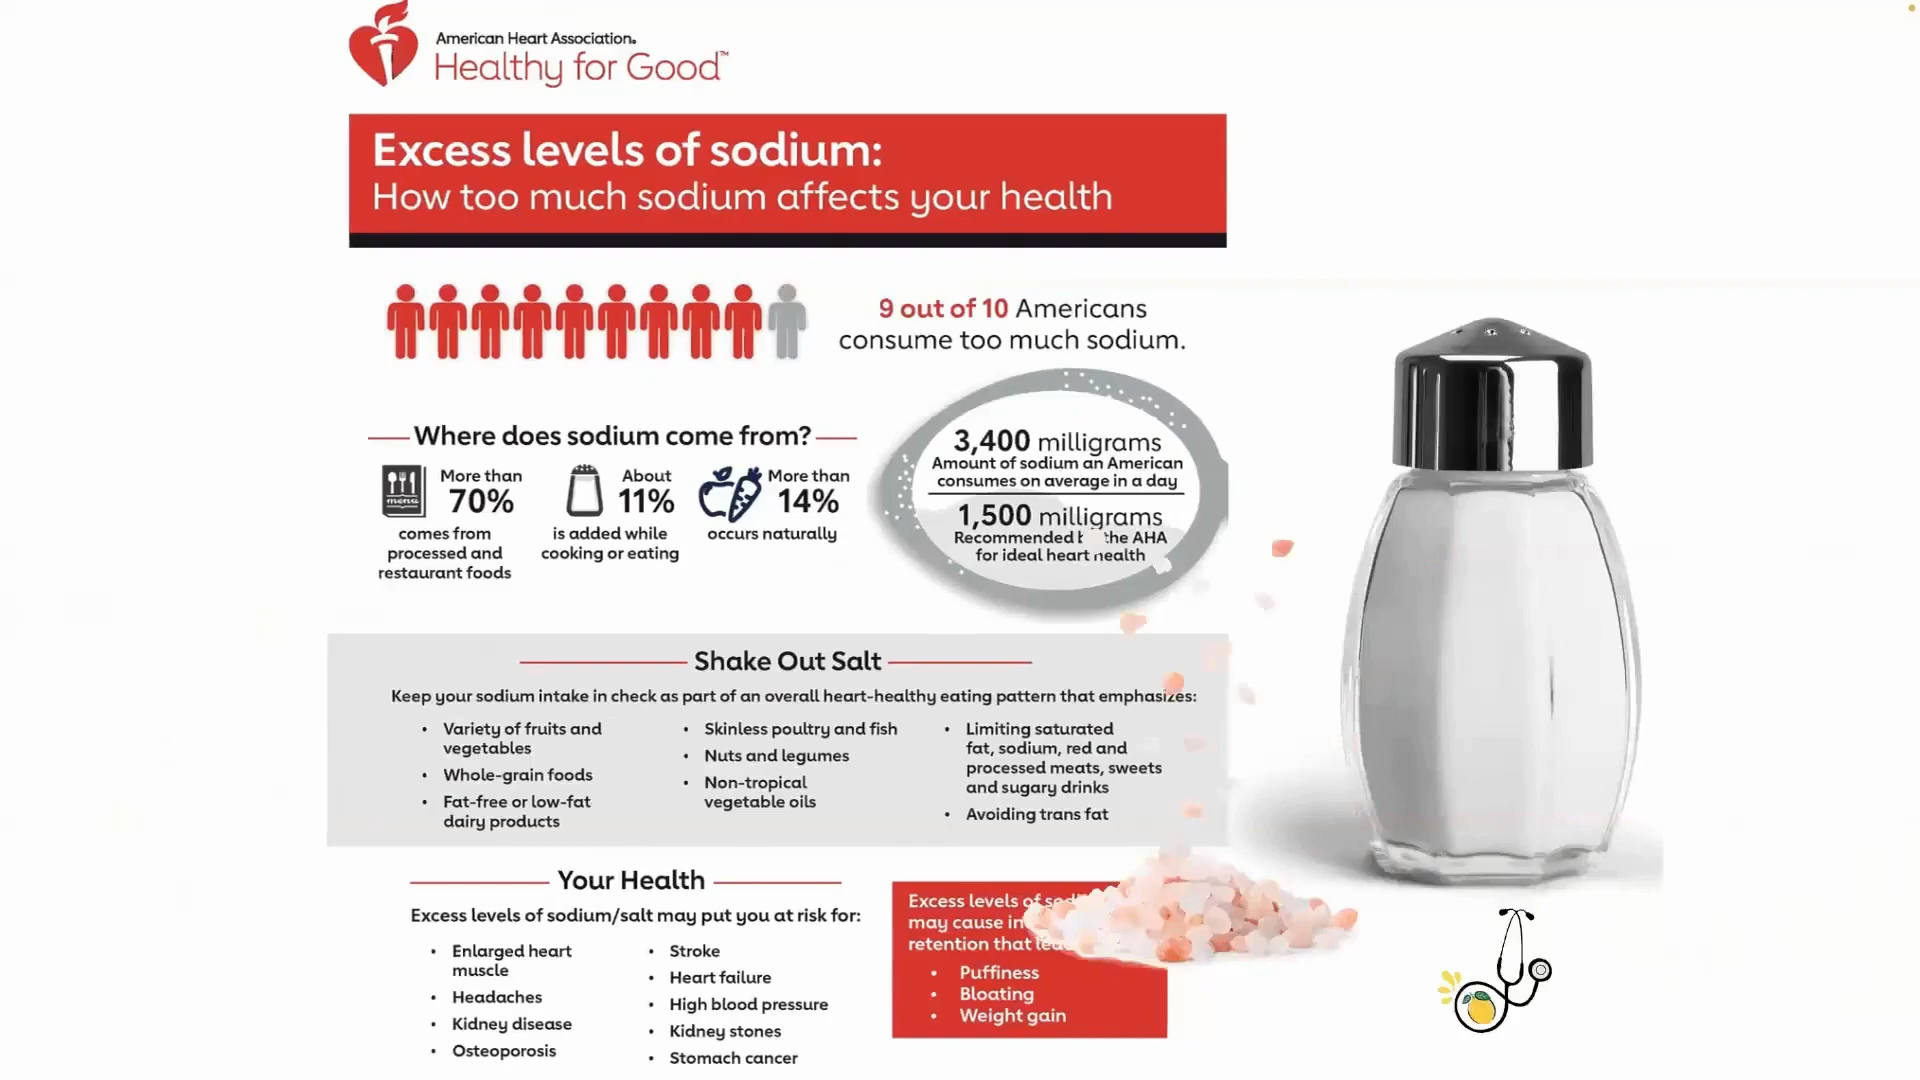 American Heart Association.
Healthy for Good™
Excess levels of sodium:
How too much sodium affects your health
9 out of 10 Americans
consume too much sodium.
Where does sodium come from?
More than
70%
comes from
processed and
restaurant foods
About
11%
is added while
cooking or eating
More than
14%
occurs naturally
3,400 milligrams
Amount of sodium an American
consumes on average in a day
1,500 milligrams
Recommended the AHA
for ideal heart health
Shake Out Salt
Keep your sodium intake in check as part of an overall heart-healthy eating pattern that emphasizes:
• Variety of fruits and
vegetables
• Whole-grain foods
• Fat-free or low-fat
dairy products
• Skinless poultry and fish
• Nuts and legumes
• Non-tropical
vegetable oils
• Limiting saturated
fat, sodium, red and
processed meats, sweets
and sugary drinks
• Avoiding trans fat
Your Health
Excess levels of sodium/salt may put you at risk for:
• Enlarged heart
muscle
• Headaches
• Kidney disease
• Osteoporosis
• Stroke
• Heart failure
• High blood pressure
• Kidney stones
• Stomach cancer
Excess levels of
may cause
retention that
• Puffiness
• Bloating
• Weight gain